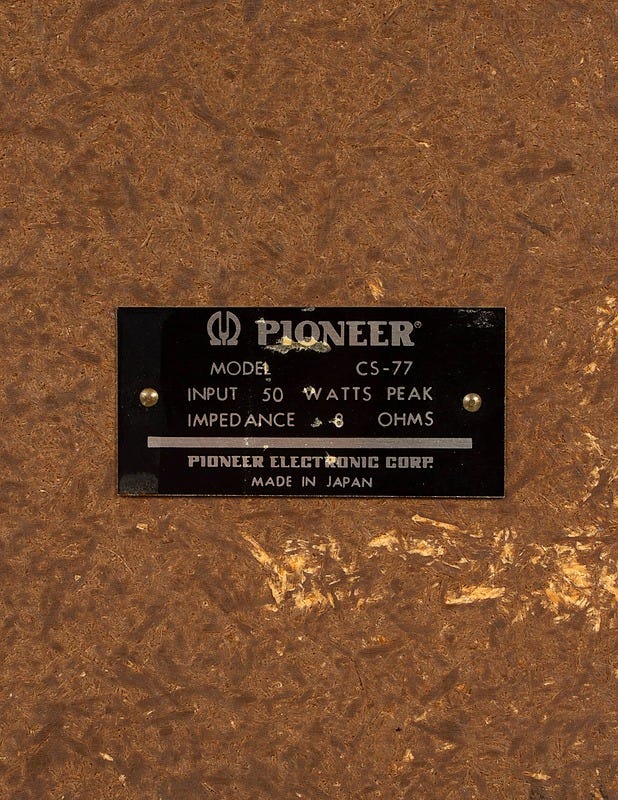 PIONEER®
MODEL CS-77
INPUT 50 WATTS PEAK
IMPEDANCE 8 OHMS
PIONEER ELECTRONIC CORP.
MADE IN JAPAN